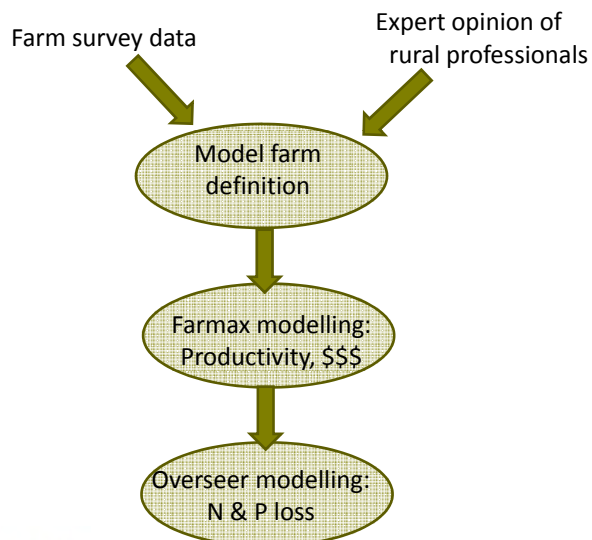 Farm survey data
Expert opinion of
rural professionals
Model farm
definition
Farmax modelling:
Productivity, $$$
Overseer modelling:
N & P loss